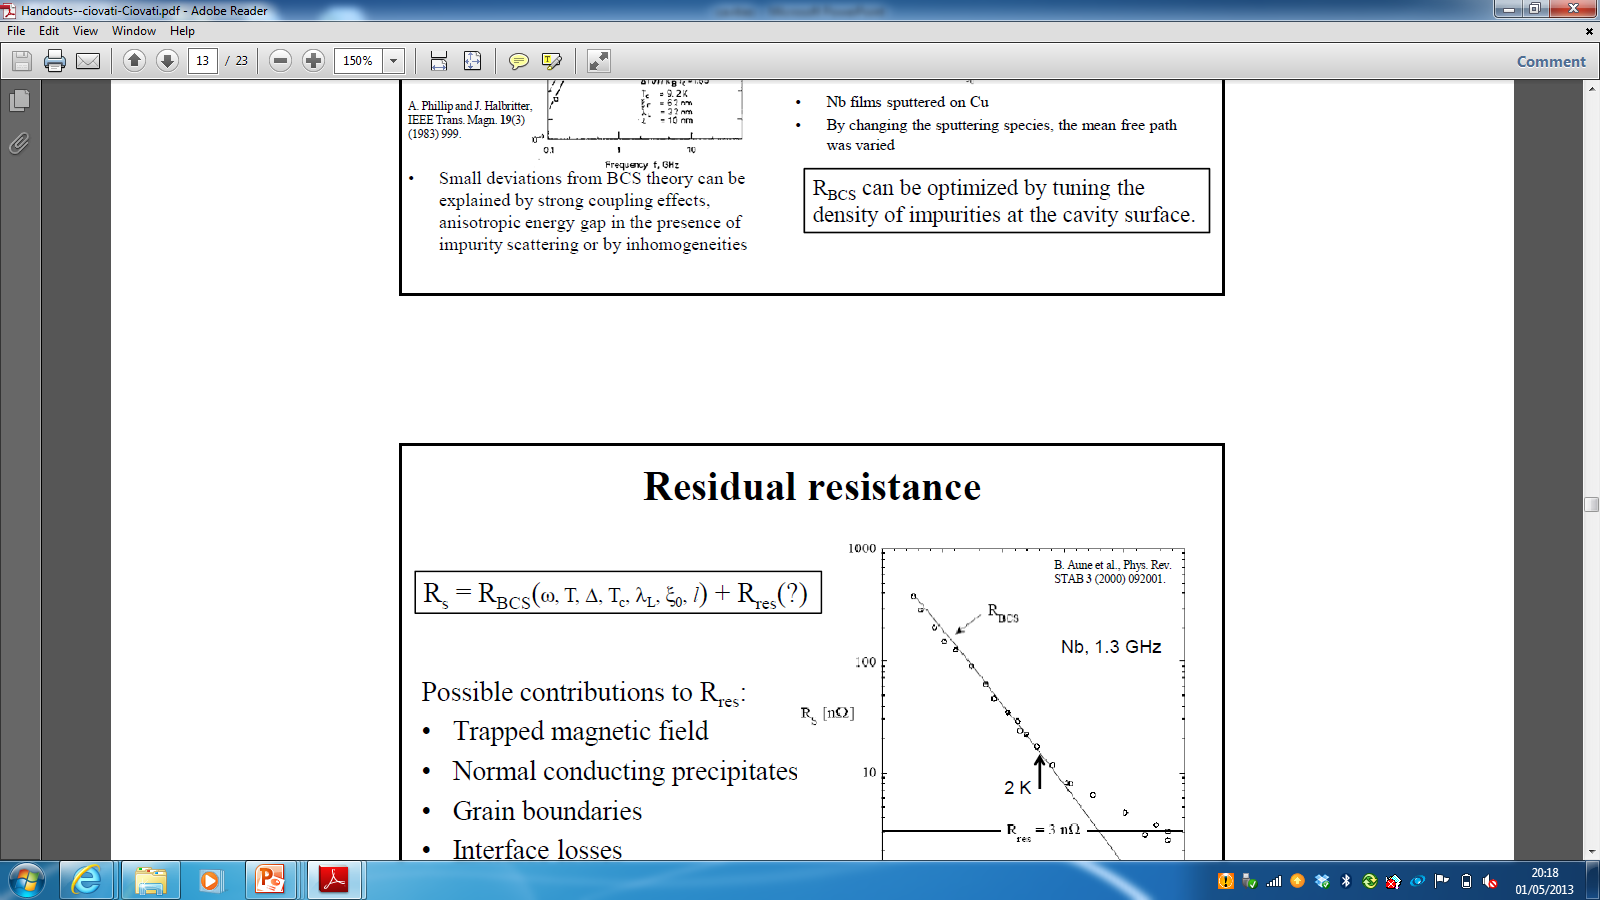 Handouts--ciovati-Ciovati.pdf - Adobe Reader
File Edit View Window Help
13 / 23
150%
Comment
A. Phillip and J. Halbritter,
IEEE Trans. Magn. 19(3)
(1983) 999.
T = 9.2K
0.1 1 10
Frequency f, GHz
• Small deviations from BCS theory can be
explained by strong coupling effects,
anisotropic energy gap in the presence of
impurity scattering or by inhomogeneities
• Nb films sputtered on Cu
• By changing the sputtering species, the mean free path
was varied
RBCS can be optimized by tuning the
density of impurities at the cavity surface.
Residual resistance
Rs = RBCS(ω, T, Δ, Tc, λL, ξ0, l) + Rres(?)
Possible contributions to Rres:
• Trapped magnetic field
• Normal conducting precipitates
• Grain boundaries
• Interface losses
1000
B. Aune et al., Phys. Rev.
STAB 3 (2000) 092001.
RBCS
Nb, 1.3 GHz
100
Rs [nΩ]
10
2 K
Rres = 3 nΩ
20:18
01/05/2013